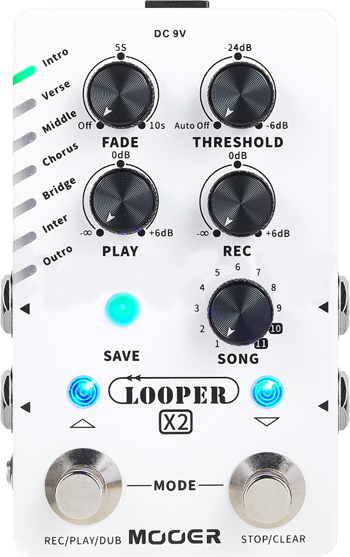 DC 9V
Intro
Verse
Middle
Chorus
Bridge
Inter
Outro
5S
Off
10s
FADE
-24dB
Auto Off
-6dB
THRESHOLD
0dB
-∞
+6dB
PLAY
0dB
-∞
+6dB
REC
1
2
3
4
5
6
7
8
9
10
11
SONG
SAVE
LOOPER
X2
MODE
REC/PLAY/DUB
MOOER
STOP/CLEAR